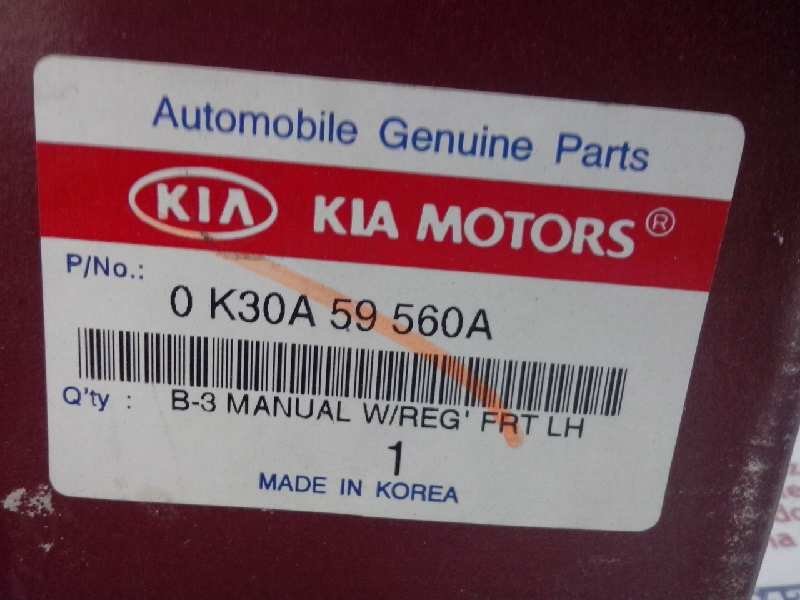 Automobile Genuine Parts
KIA KIA MOTORS®
P/No.:
0 K30A 59 560A
Q'ty : B-3 MANUAL W/REG' FRT LH
1
MADE IN KOREA